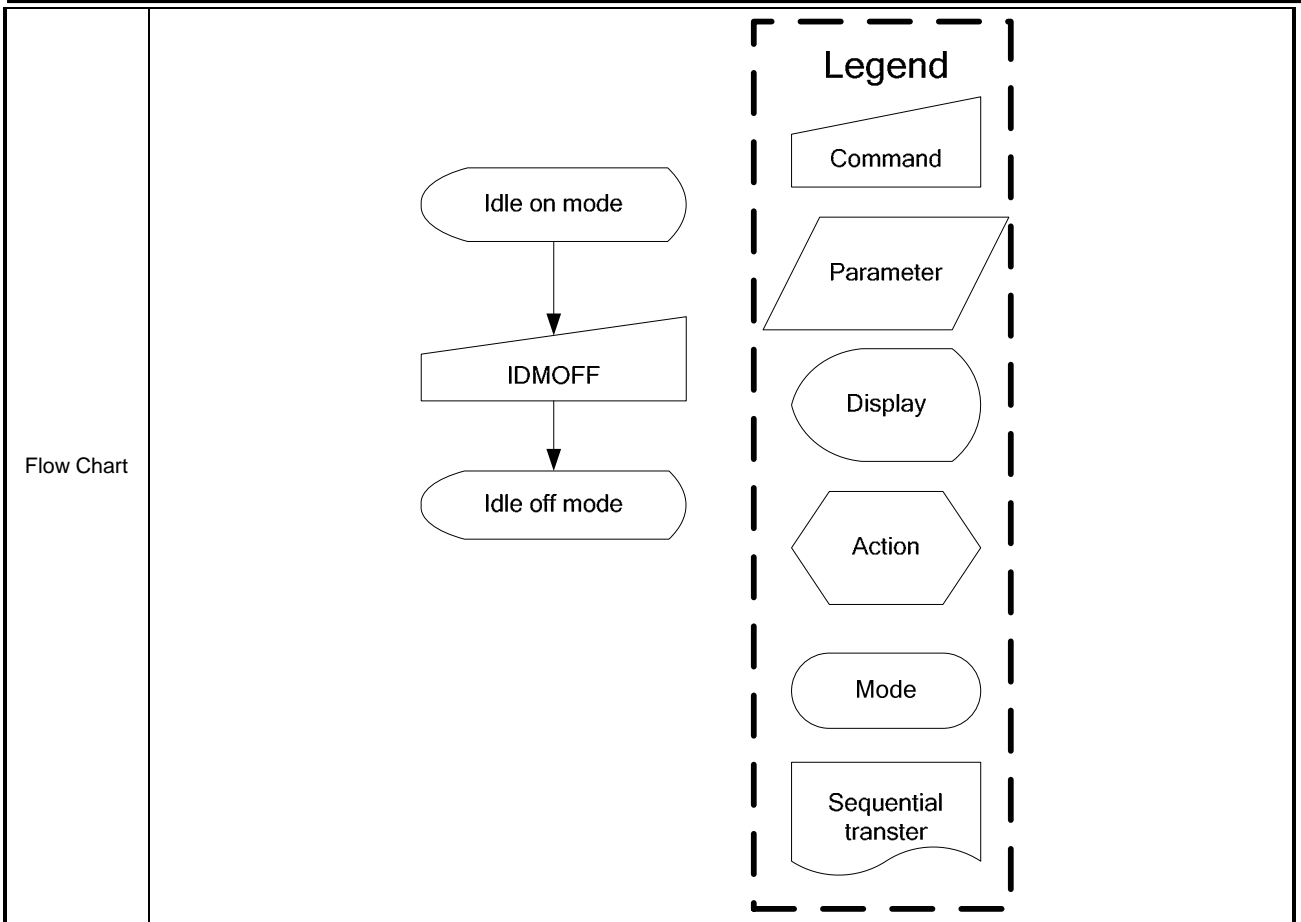 Flow Chart
Idle on mode
IDMOFF
Idle off mode
Legend
Command
Parameter
Display
Action
Mode
Sequential
transter